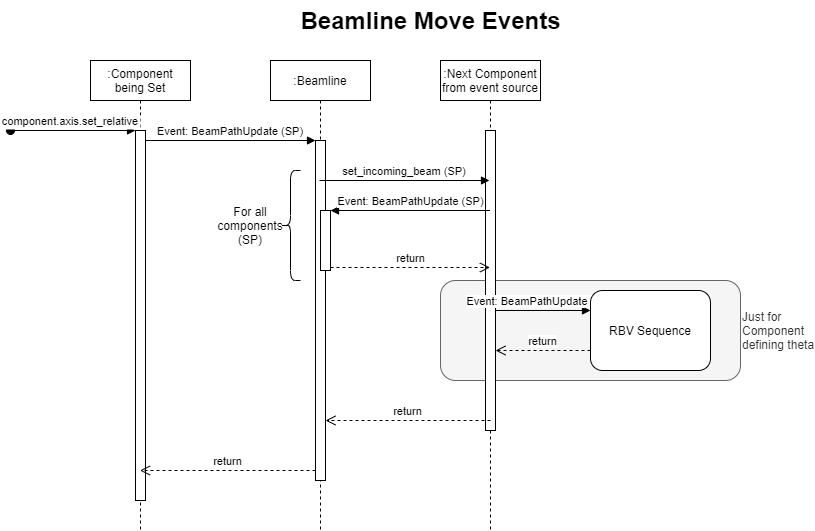 Beamline Move Events
:Component
being Set
:Beamline
:Next Component
from event source
component.axis.set_relative
Event: BeamPathUpdate (SP)
set_incoming_beam (SP)
Event: BeamPathUpdate (SP)
For all
components
(SP)
return
Event: BeamPathUpdate
RBV Sequence
Just for
Component
defining theta
return
return
return